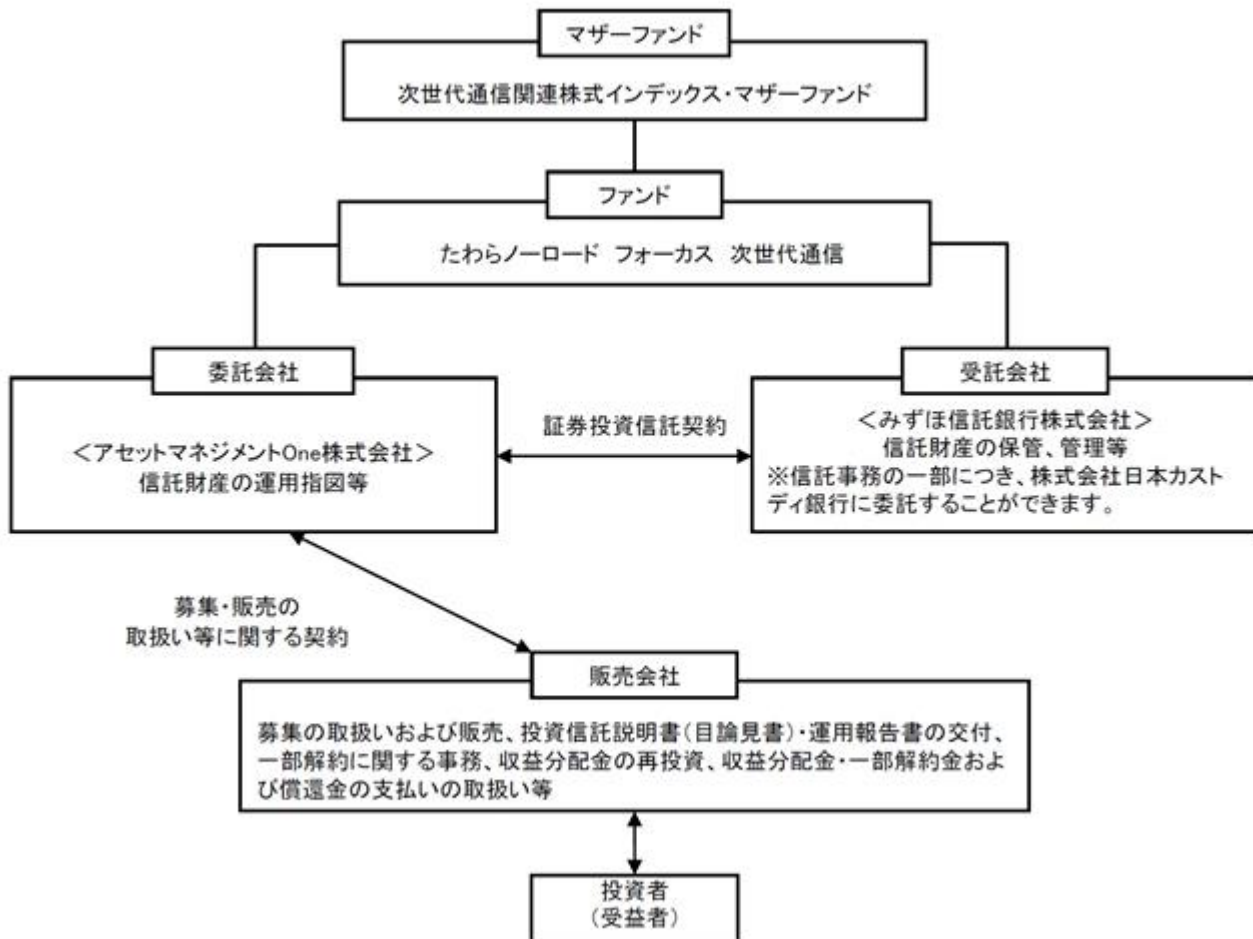 マザーファンド
次世代通信関連株式インデックス・マザーファンド
ファンド
たわらノーロード フォーカス 次世代通信
委託会社
＜アセットマネジメントOne株式会社＞
信託財産の運用指図等
証券投資信託契約
受託会社
＜みずほ信託銀行株式会社＞
信託財産の保管、管理等
※信託事務の一部につき、株式会社日本カスト
ディ銀行に委託することができます。
募集・販売の
取扱い等に関する契約
販売会社
募集の取扱いおよび販売、投資信託説明書(目論見書)・運用報告書の交付、
一部解約に関する事務、収益分配金の再投資、収益分配金・一部解約金およ
び償還金の支払いの取扱い等
投資者
(受益者)